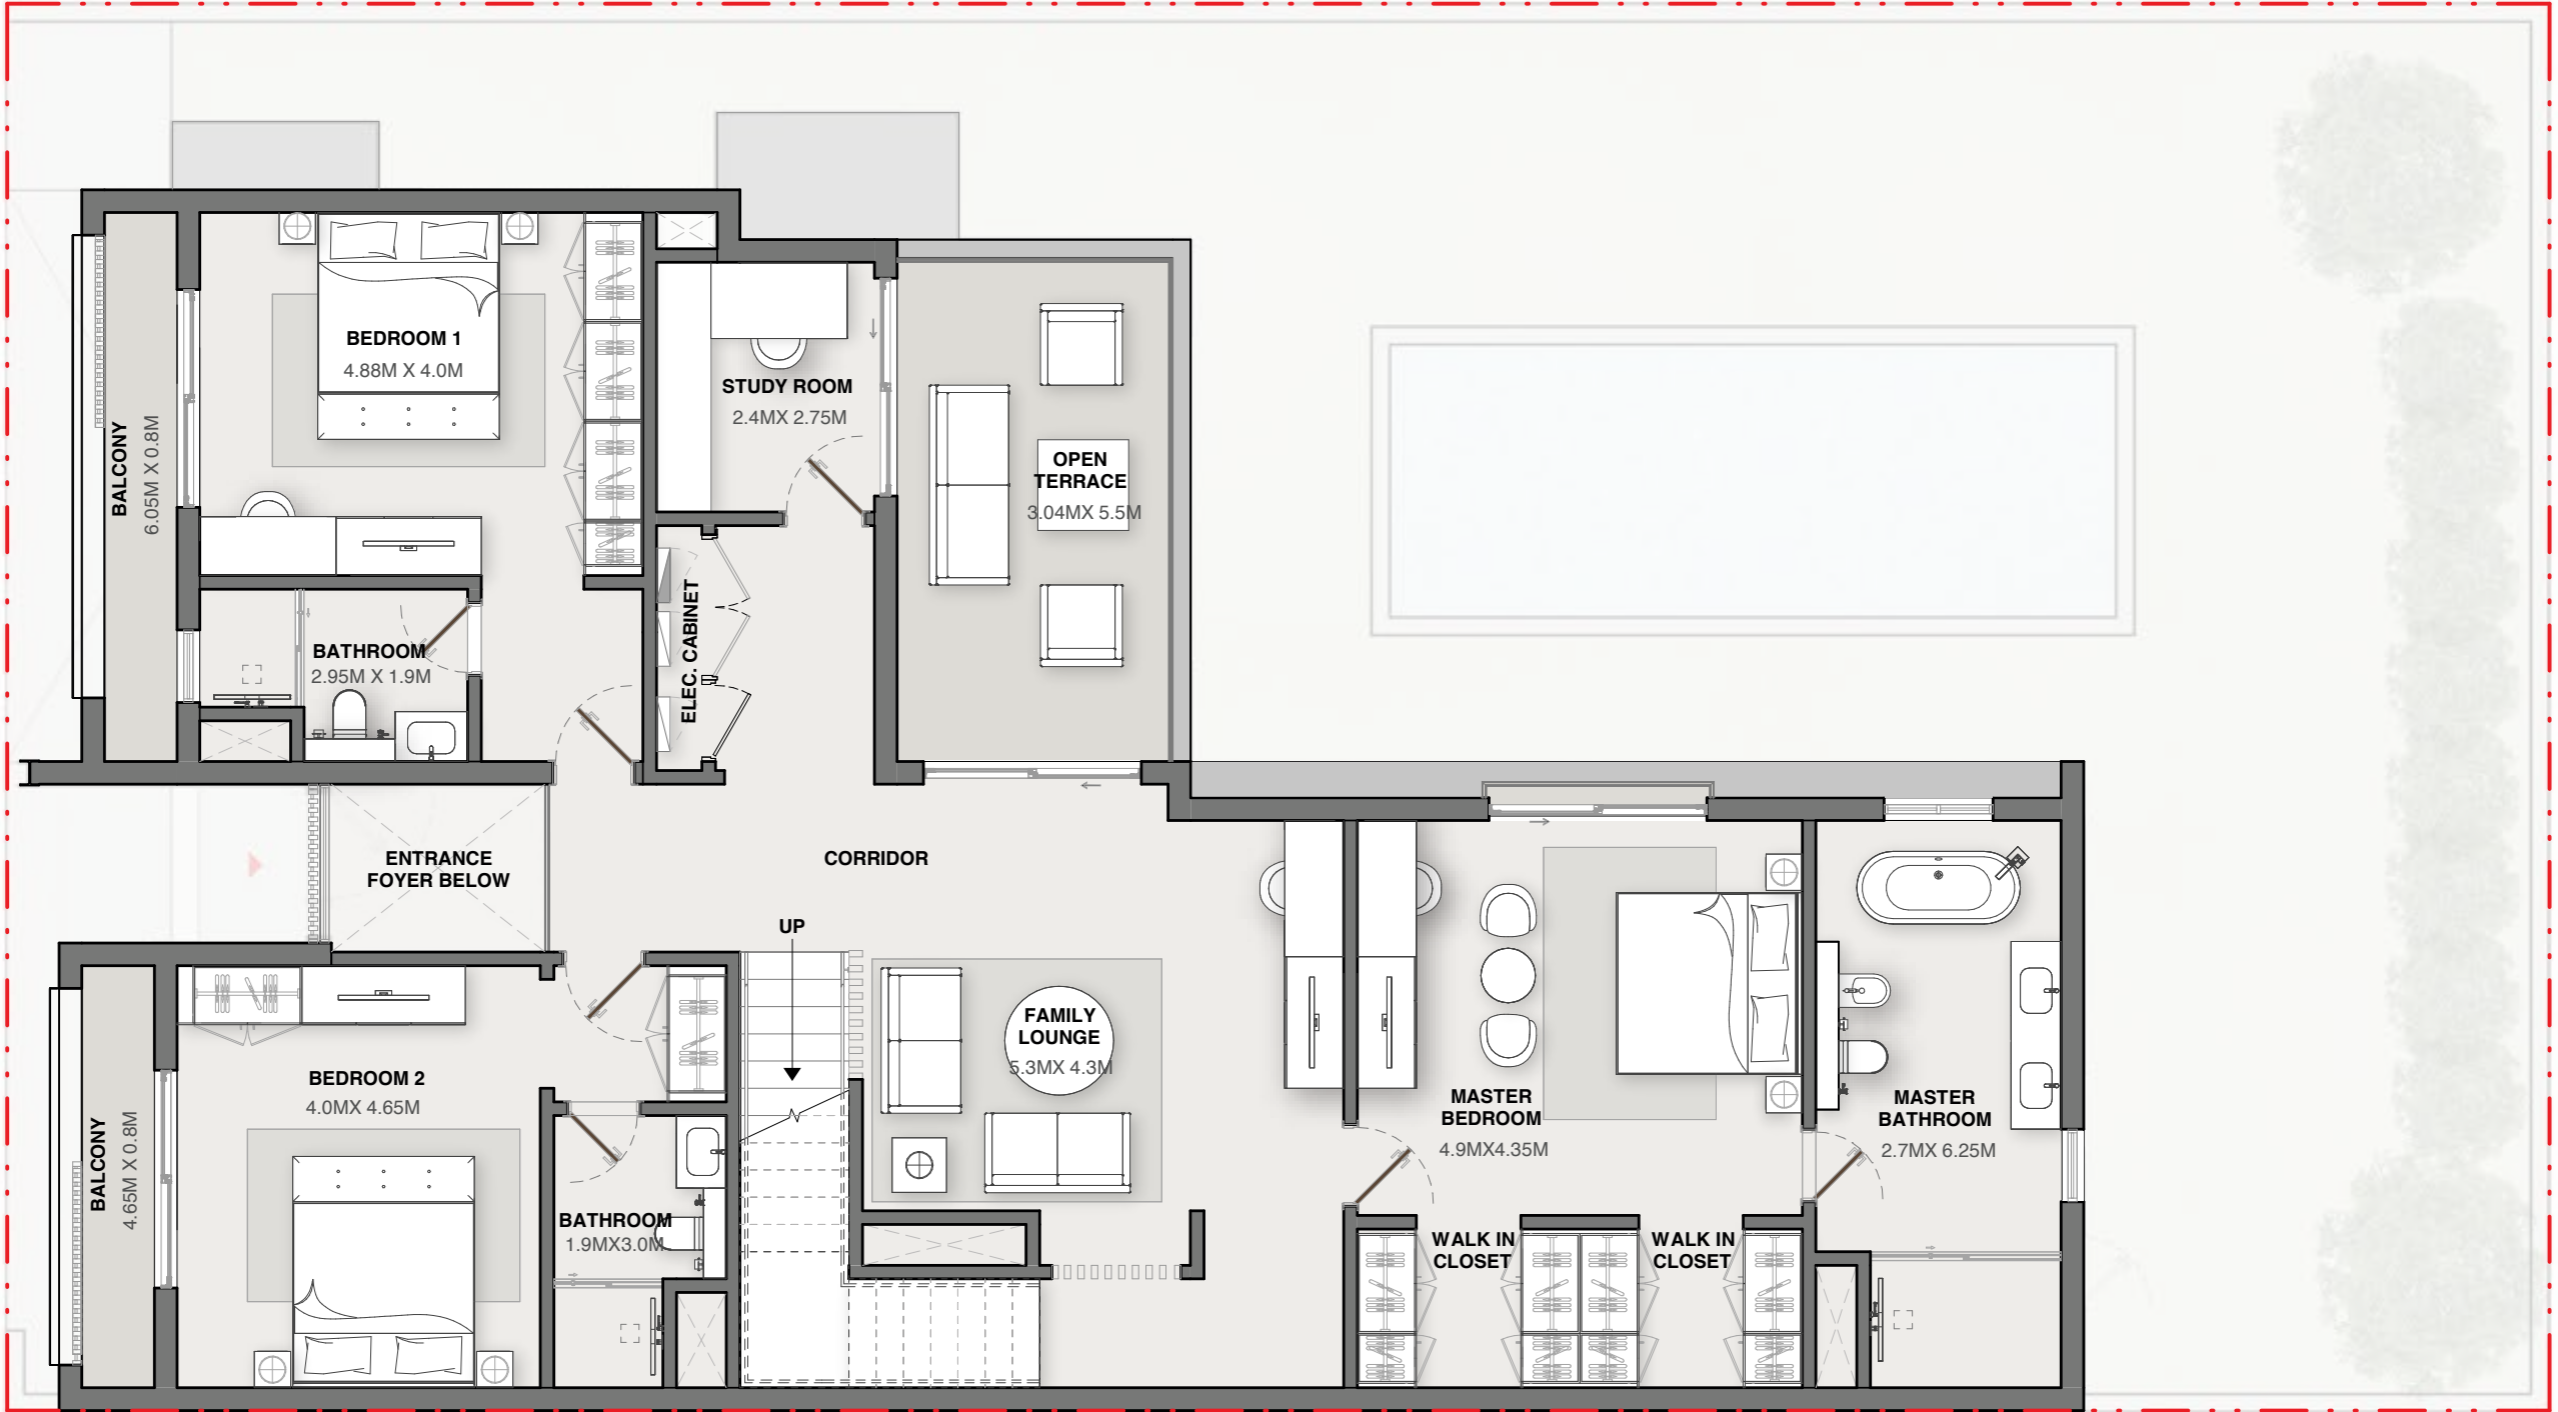 BEDROOM 1
4.88M X 4.0M
BALCONY
6.05M X 0.8M
STUDY ROOM
2.4MX 2.75M
OPEN
TERRACE
3.04MX 5.5M
BATHROOM
2.95M X 1.9M
ELEC. CABINET
ENTRANCE
FOYER BELOW
CORRIDOR
UP
FAMILY
LOUNGE
5.3MX 4.3M
BEDROOM 2
4.0MX 4.65M
BALCONY
4.65M X 0.8M
BATHROOM
1.9MX3.0M
MASTER
BEDROOM
4.9MX4.35M
MASTER
BATHROOM
2.7MX 6.25M
WALK IN
CLOSET
WALK IN
CLOSET